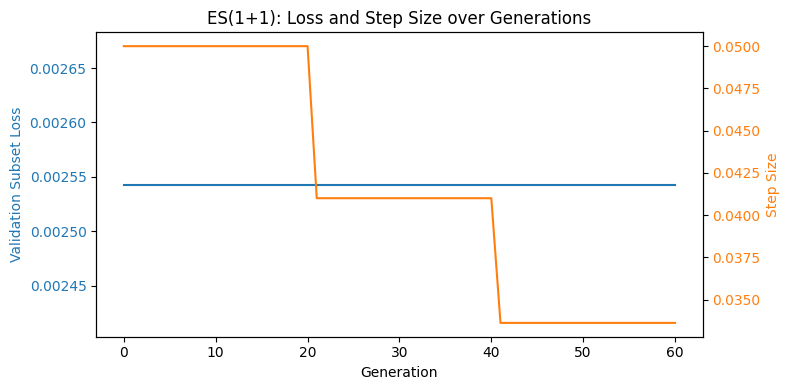 ES(1+1): Loss and Step Size over Generations
Validation Subset Loss
0.00265
0.00260
0.00255
0.00250
0.00245
0.0500
0.0475
0.0450
0.0425
0.0400
0.0375
0.0350
Step Size
0 10 20 30 40 50 60
Generation